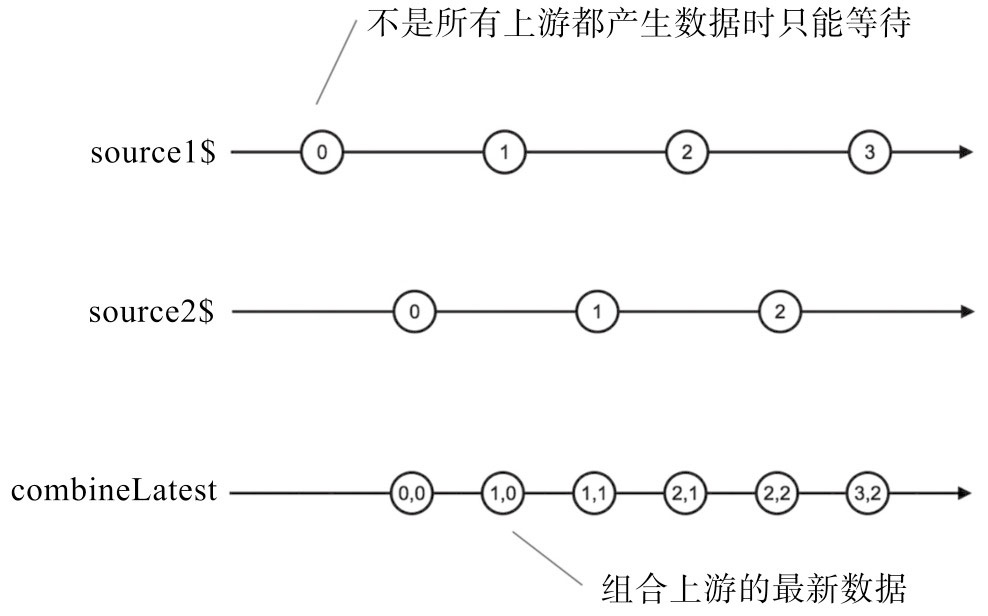 不是所有上游都产生数据时只能等待
source1$ 0 1 2 3
source2$ 0 1 2
combineLatest 0,0 1,0 1,1 2,1 2,2 3,2
组合上游的最新数据